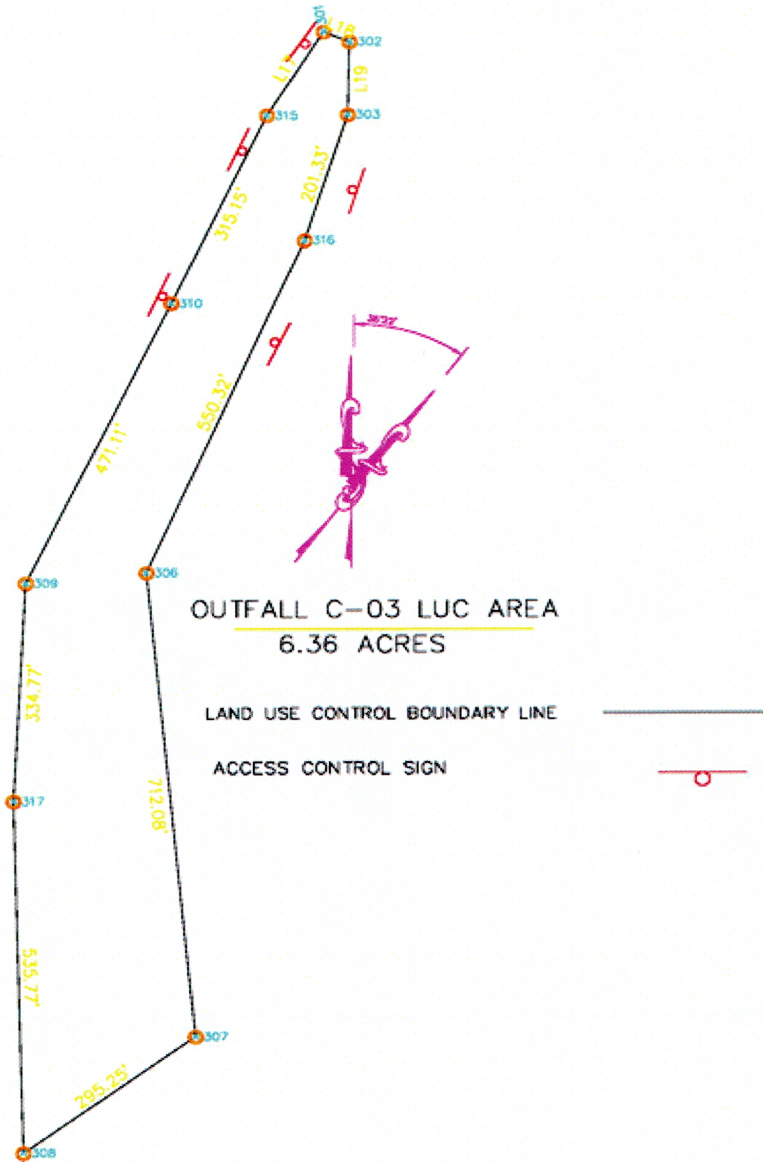 301
L18
302
L17
L19
315
303
315.15'
201.33'
316
310
550.32'
471.11'
309
306
OUTFALL C-03 LUC AREA
6.36 ACRES
334.77'
LAND USE CONTROL BOUNDARY LINE
ACCESS CONTROL SIGN
317
712.08'
535.77'
307
295.25'
308